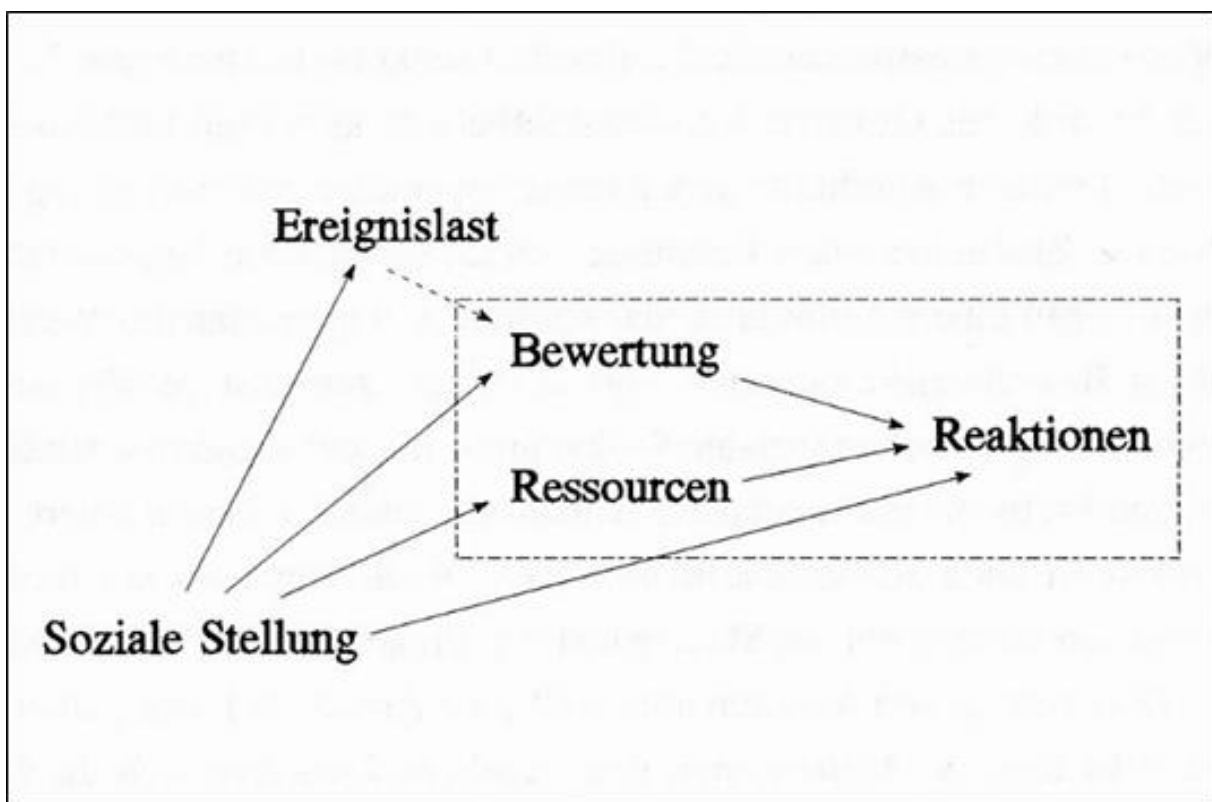 Ereignislast
Bewertung
Reaktionen
Ressourcen
Soziale Stellung